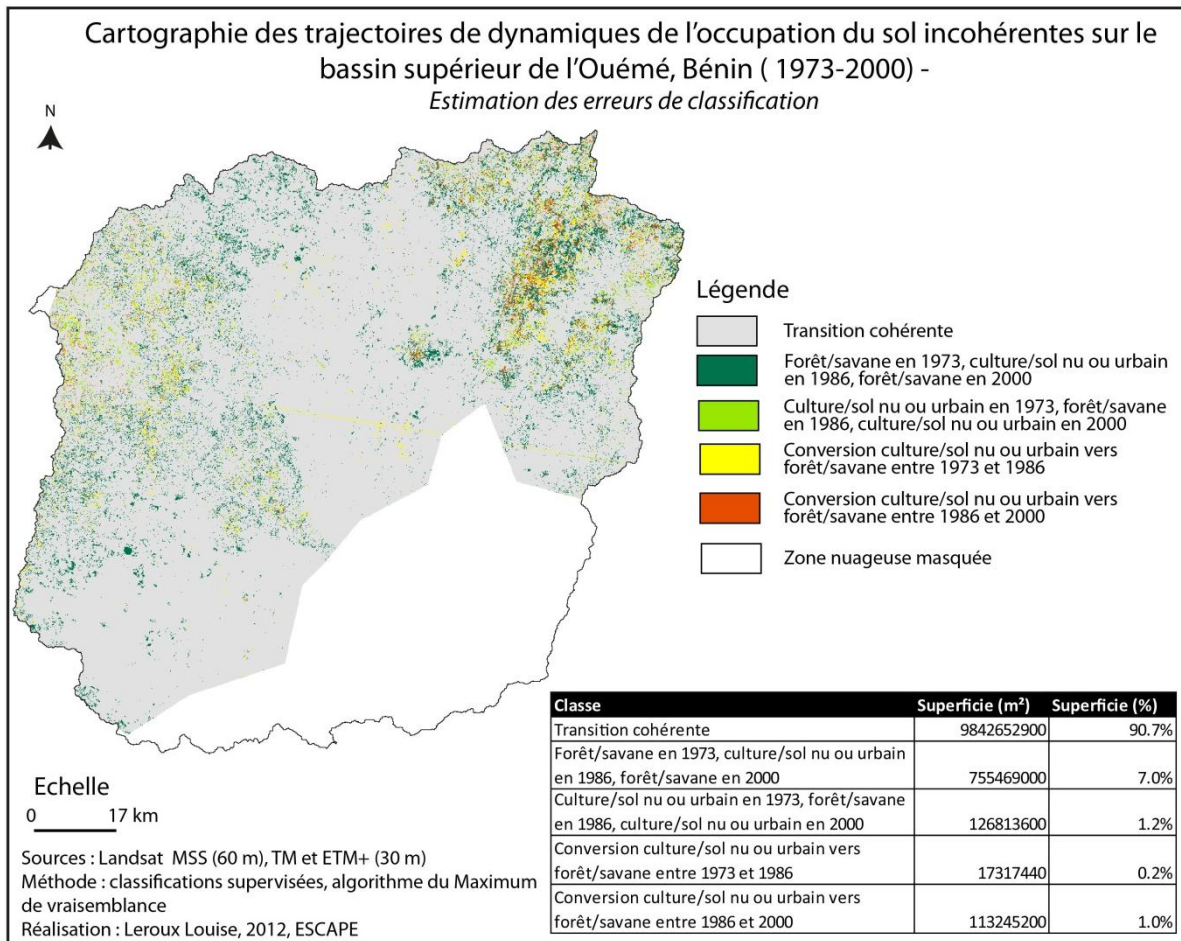 Cartographie des trajectoires de dynamiques de l'occupation du sol incohérentes sur le
bassin supérieur de l'Ouémé, Bénin ( 1973-2000) -
Estimation des erreurs de classification
N
Légende
Transition cohérente
Forêt/savane en 1973, culture/sol nu ou urbain
en 1986, forêt/savane en 2000
Culture/sol nu ou urbain en 1973, forêt/savane
en 1986, culture/sol nu ou urbain en 2000
Conversion culture/sol nu ou urbain vers
forêt/savane entre 1973 et 1986
Conversion culture/sol nu ou urbain vers
forêt/savane entre 1986 et 2000
Zone nuageuse masquée
Echelle
0 17 km
Sources : Landsat MSS (60 m), TM et ETM+ (30 m)
Méthode : classifications supervisées, algorithme du Maximum
de vraisemblance
Réalisation : Leroux Louise, 2012, ESCAPE
Classe Superficie (m²) Superficie (%)
Transition cohérente 9842652900 90.7%
Forêt/savane en 1973, culture/sol nu ou urbain
en 1986, forêt/savane en 2000 755469000 7.0%
Culture/sol nu ou urbain en 1973, forêt/savane
en 1986, culture/sol nu ou urbain en 2000 126813600 1.2%
Conversion culture/sol nu ou urbain vers
forêt/savane entre 1973 et 1986 17317440 0.2%
Conversion culture/sol nu ou urbain vers
forêt/savane entre 1986 et 2000 113245200 1.0%